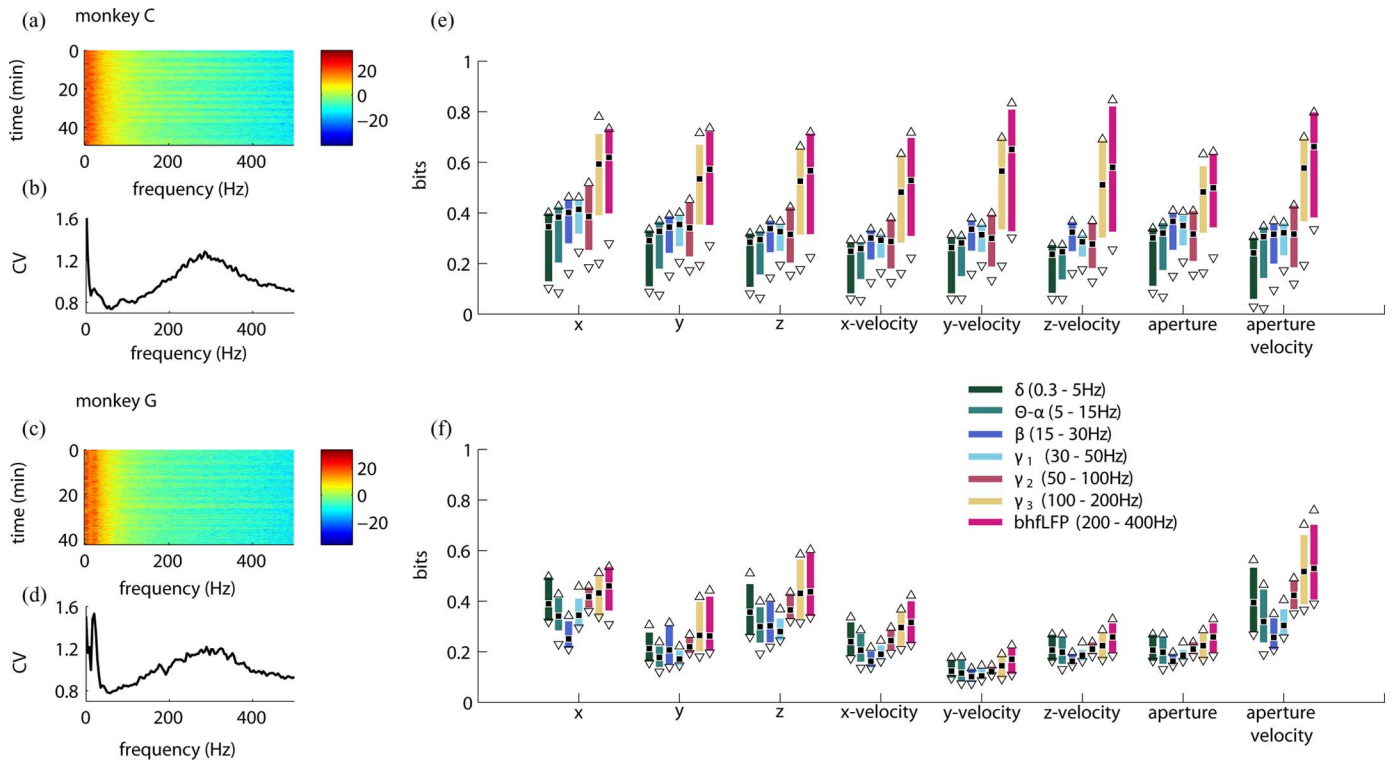 (a) monkey C
0
20
40
time (min)
0 200 400
frequency (Hz)
20
0
−20
(b)
1.6
1.2
0.8
CV
0 200 400
frequency (Hz)
monkey G
(c)
0
20
40
time (min)
0 200 400
frequency (Hz)
20
0
−20
(d)
1.6
1.2
0.8
CV
0 200 400
frequency (Hz)
(e)
1
0.8
0.6
0.4
0.2
0
bits
x y z x-velocity y-velocity z-velocity aperture aperture
velocity
δ (0.3 - 5Hz)
Θ-α (5 - 15Hz)
β (15 - 30Hz)
γ 1 (30 - 50Hz)
γ 2 (50 - 100Hz)
γ 3 (100 - 200Hz)
bhfLFP (200 - 400Hz)
(f)
1
0.8
0.6
0.4
0.2
0
bits
x y z x-velocity y-velocity z-velocity aperture aperture
velocity